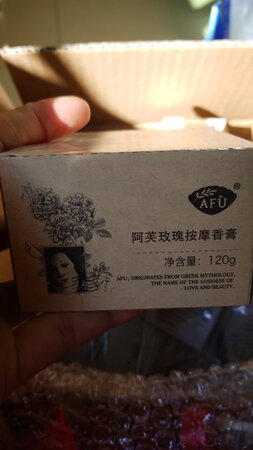 AFÙ
®
阿芙玫瑰按摩香膏
净含量：120g
AFU, ORIGINATES FROM GREEK MYTHOLOGY,
THE NAME OF THE GODDESS OF
LOVE AND BEAUTY.